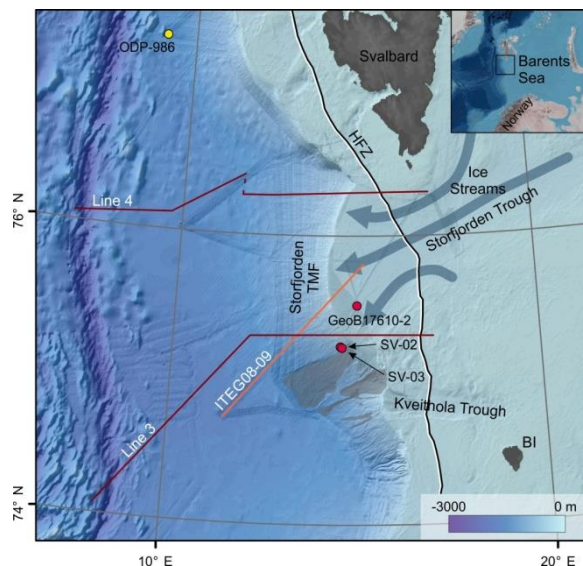 ODP-986
Svalbard
Barents
Sea
Norway
HFZ
Ice
Streams
Line 4
76° N
Storfjorden Trough
Storfjorden
TMF
GeoB17610-2
SV-02
SV-03
ITEG08-09
Kveithola Trough
Line 3
BI
74° N
-3000
0 m
10° E
20° E